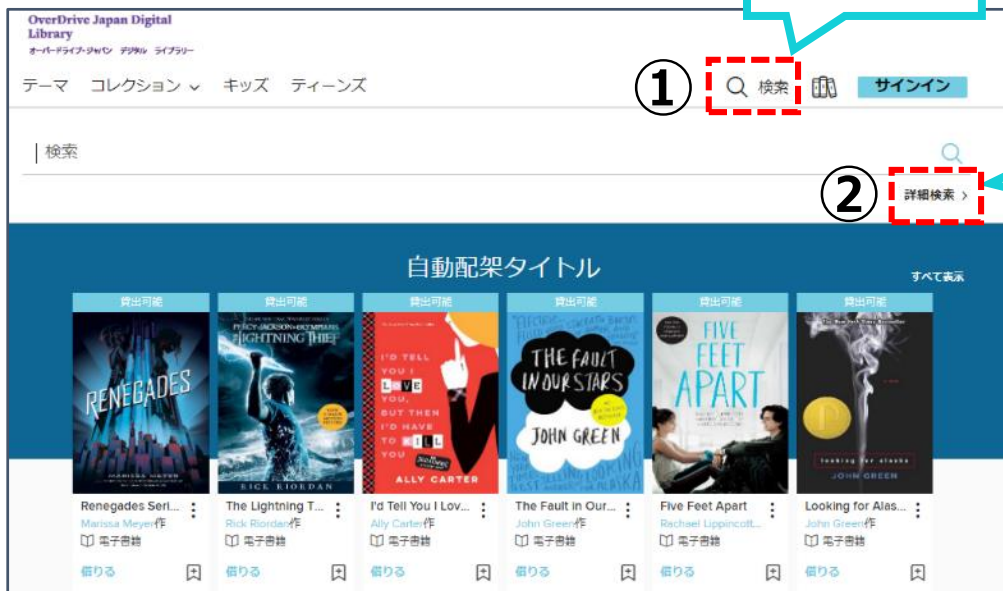 OverDrive Japan Digital
Library
オーバードライブ・ジャパン デジタル ライブラリー
テーマ コレクション キッズ ティーンズ
① 検索 サインイン
検索
② 詳細検索 >
自動配架タイトル
すべて表示
貸出可能 貸出可能 貸出可能 貸出可能 貸出可能 貸出可能
RENEGADES
MARISSA MEYER
PERCY JACKSON & THE OLYMPIANS
THE LIGHTNING THIEF
RICK RIORDAN
I'D TELL
YOU I
LOVE
YOU,
BUT THEN
I'D HAVE
TO KILL
YOU
ALLY CARTER
THE FAULT
IN OUR STARS
JOHN GREEN
FIVE
FEET
APART
looking for alaska
JOHN GREEN
Renegades Seri... The Lightning T... I'd Tell You I Lov... The Fault in Our... Five Feet Apart Looking for Alas...
Marissa Meyer作 Rick Riordan作 Ally Carter作 John Green作 Rachael Lippincott... John Green作
電子書籍 電子書籍 電子書籍 電子書籍 電子書籍 電子書籍
借りる 借りる 借りる 借りる 借りる 借りる